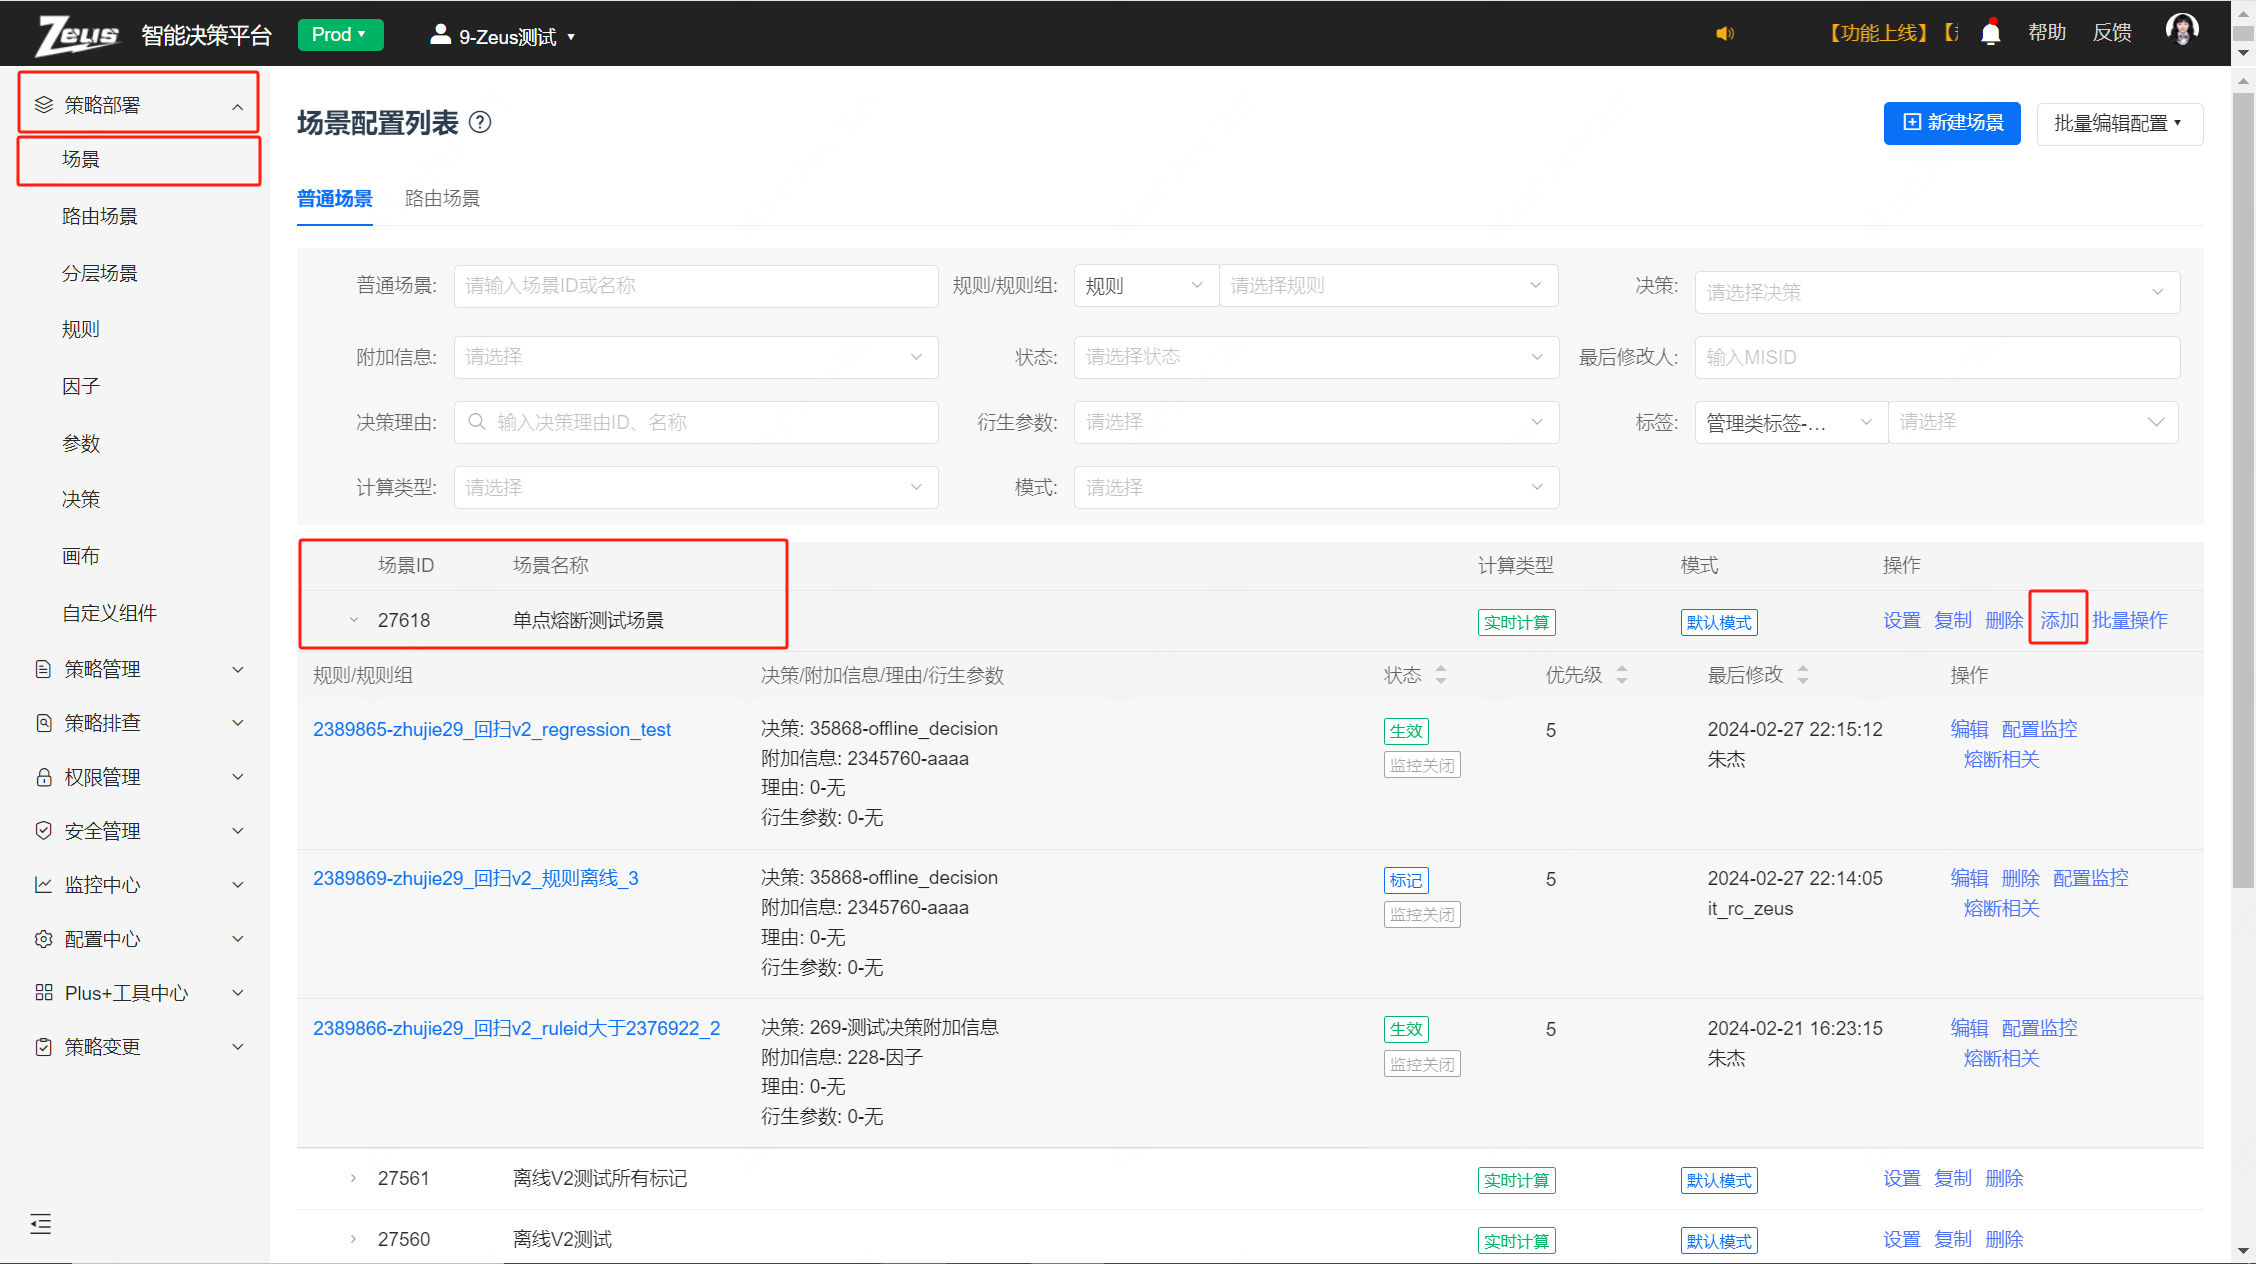 Zeus 智能决策平台 Prod 9-Zeus测试 【功能上线】 帮助 反馈
策略部署
场景
路由场景
分层场景
规则
因子
参数
决策
画布
自定义组件
策略管理
策略排查
权限管理
安全管理
监控中心
配置中心
Plus+工具中心
策略变更
场景配置列表 新建场景 批量编辑配置
普通场景 路由场景
普通场景: 请输入场景ID或名称 规则/规则组: 规则 请选择规则 决策: 请选择决策
附加信息: 请选择 状态: 请选择状态 最后修改人: 输入MISID
决策理由: 输入决策理由ID、名称 衍生参数: 请选择 标签: 管理类标签-... 请选择
计算类型: 请选择 模式: 请选择
场景ID 场景名称 计算类型 模式 操作
27618 单点熔断测试场景 实时计算 默认模式 设置 复制 删除 添加 批量操作
规则/规则组 决策/附加信息/理由/衍生参数 状态 优先级 最后修改 操作
2389865-zhujie29_回扫v2_regression_test 决策: 35868-offline_decision 生效 5 2024-02-27 22:15:12 编辑 配置监控
附加信息: 2345760-aaaa 监控关闭 朱杰 熔断相关
理由: 0-无
衍生参数: 0-无
2389869-zhujie29_回扫v2_规则离线_3 决策: 35868-offline_decision 标记 5 2024-02-27 22:14:05 编辑 删除 配置监控
附加信息: 2345760-aaaa 监控关闭 it_rc_zeus 熔断相关
理由: 0-无
衍生参数: 0-无
2389866-zhujie29_回扫v2_ruleid大于2376922_2 决策: 269-测试决策附加信息 生效 5 2024-02-21 16:23:15 编辑 配置监控
附加信息: 228-因子 监控关闭 朱杰 熔断相关
理由: 0-无
衍生参数: 0-无
27561 离线V2测试所有标记 实时计算 默认模式 设置 复制 删除
27560 离线V2测试 实时计算 默认模式 设置 复制 删除